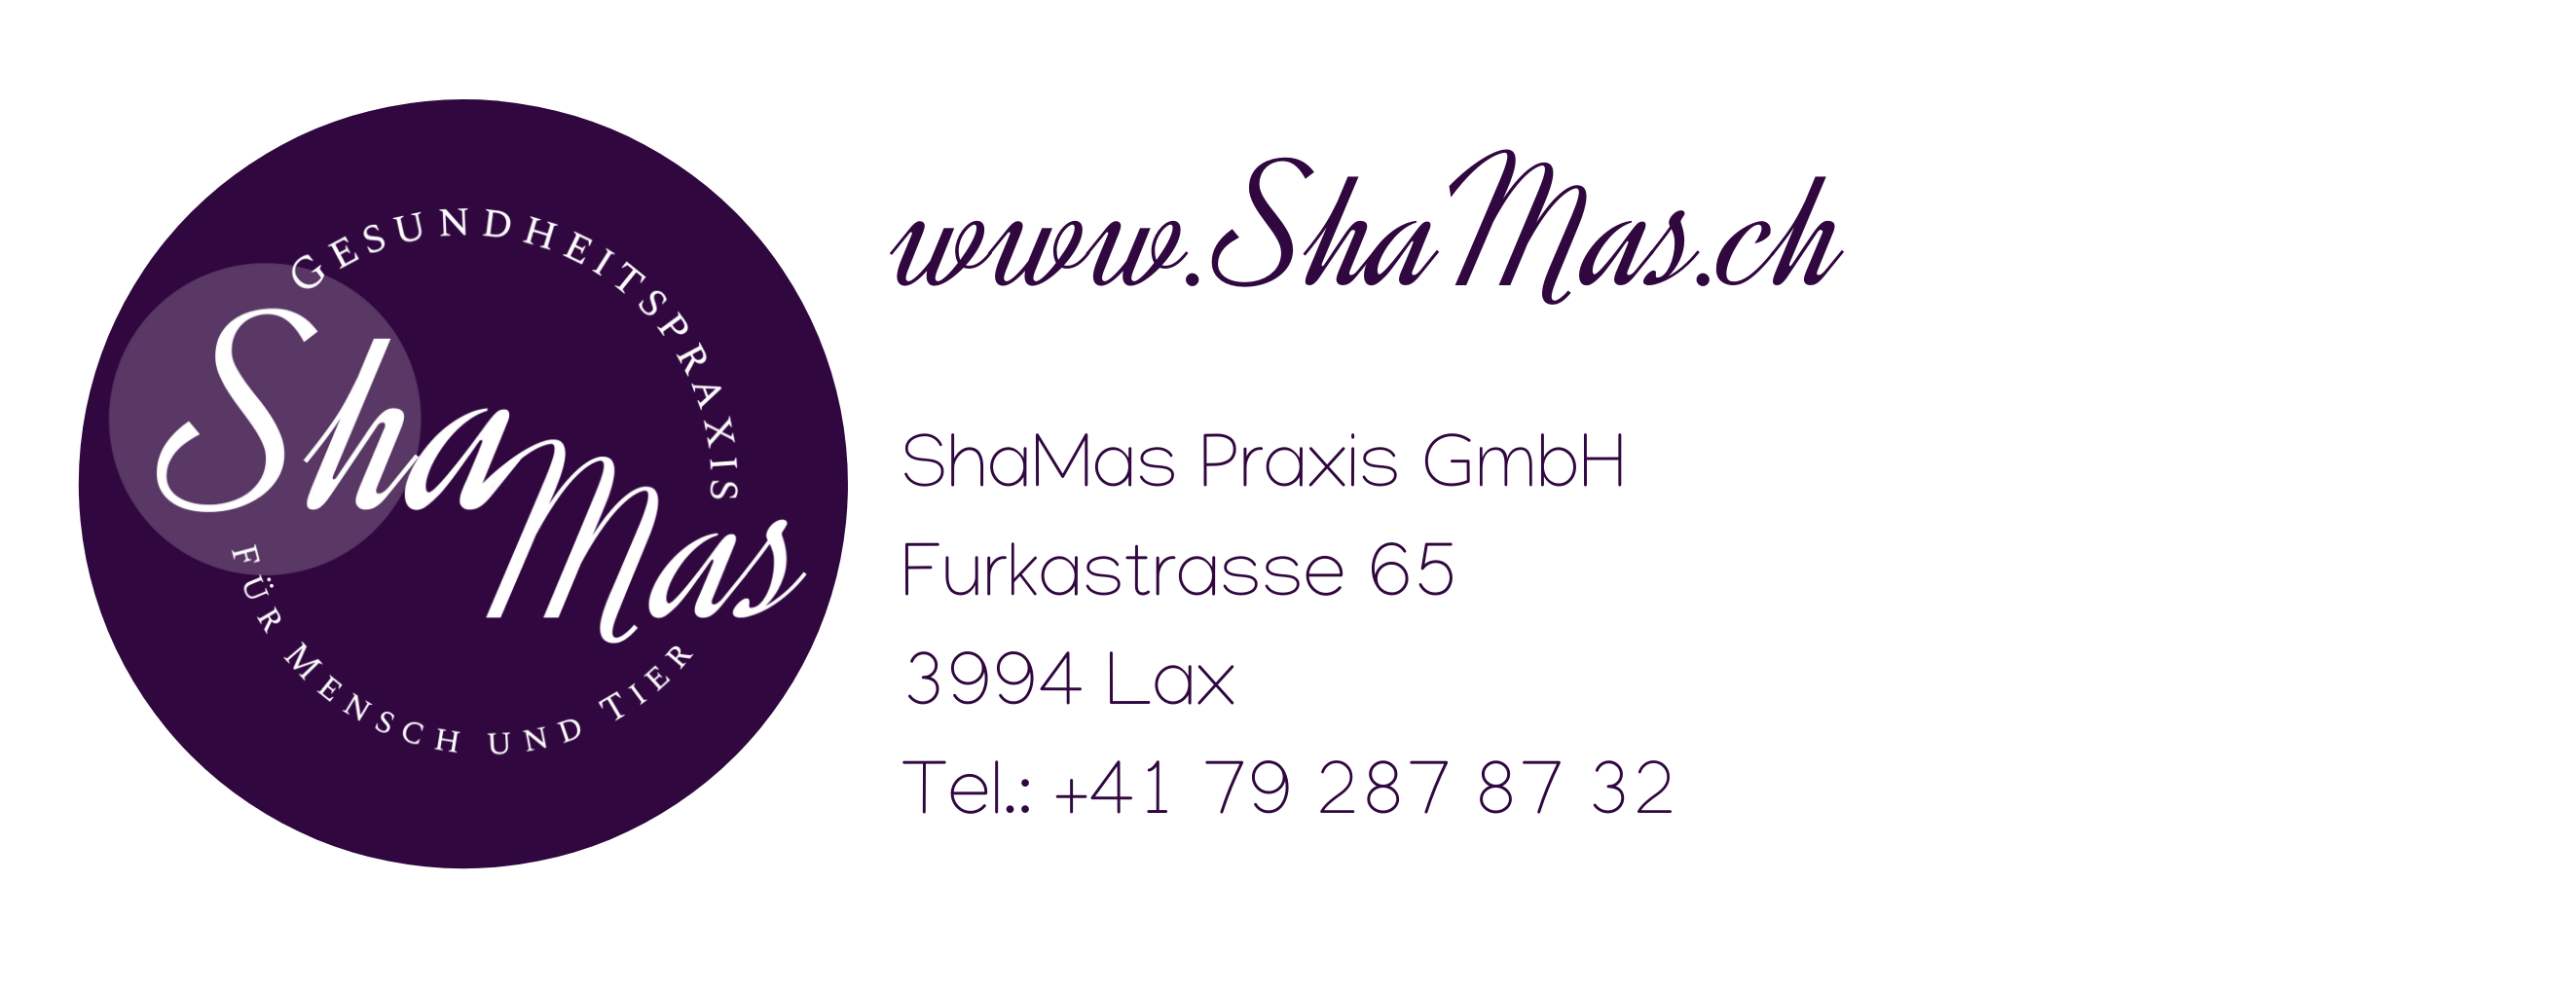 GESUNDHEITSPRAXIS
ShaMas
FÜR MENSCH UND TIER
www.ShaMas.ch
ShaMas Praxis GmbH
Furkastrasse 65
3994 Lax
Tel.: +41 79 287 87 32